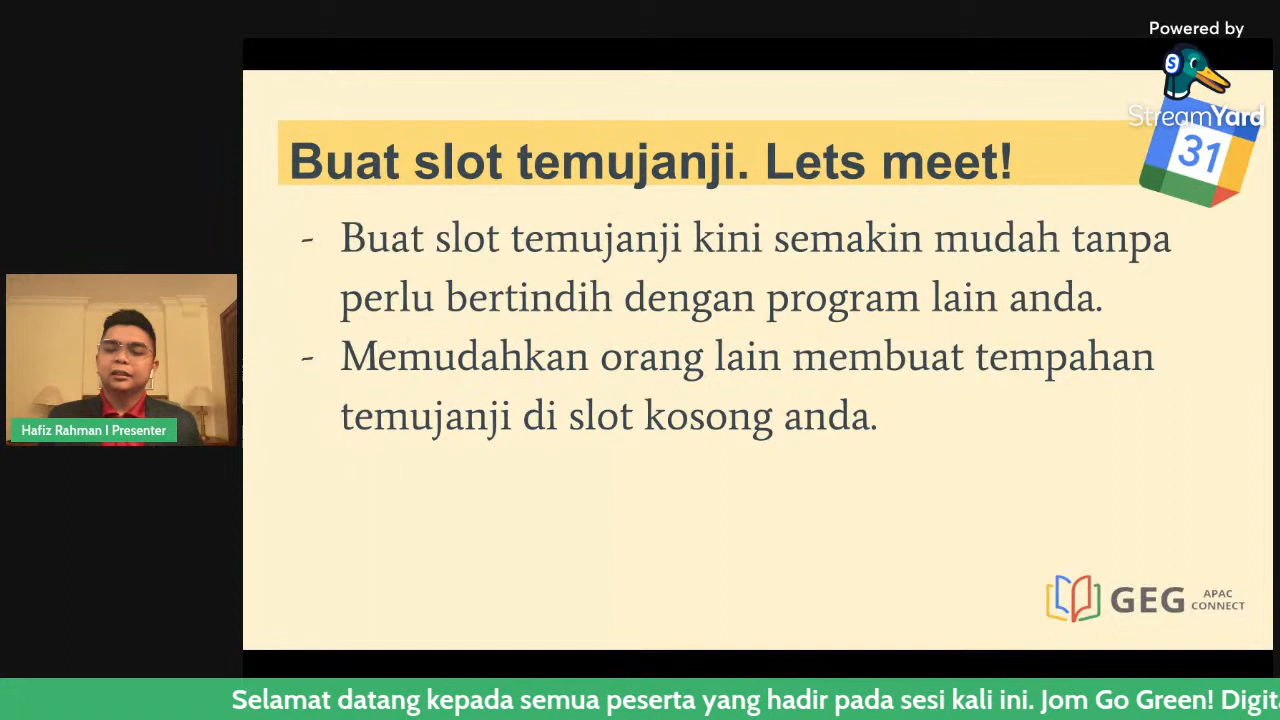 Powered by
StreamYard
31
Buat slot temujanji. Lets meet!
- Buat slot temujanji kini semakin mudah tanpa
perlu bertindih dengan program lain anda.
- Memudahkan orang lain membuat tempahan
temujanji di slot kosong anda.
Hafiz Rahman I Presenter
GEG APAC
CONNECT
Selamat datang kepada semua peserta yang hadir pada sesi kali ini. Jom Go Green! Digit